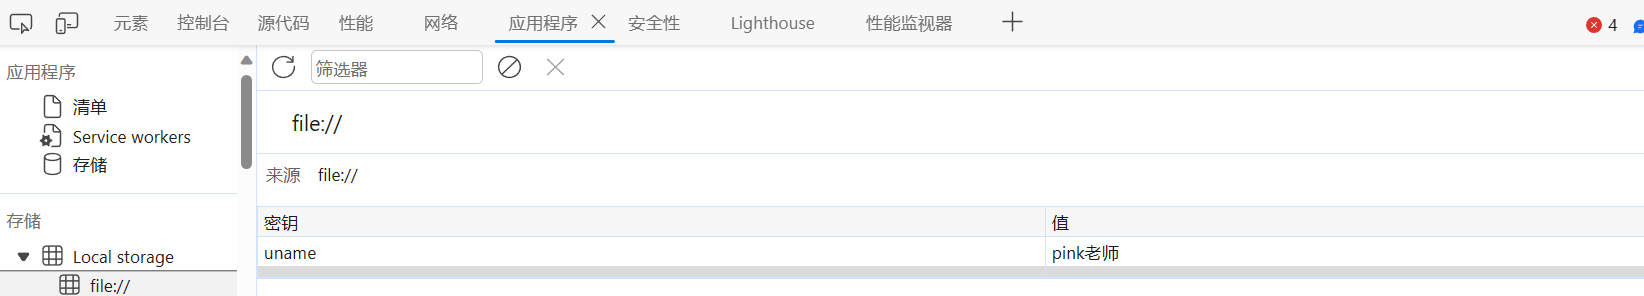 元素 控制台 源代码 性能 网络 应用程序 安全性 Lighthouse 性能监视器 4
应用程序
清单
Service workers
存储
存储
Local storage
file://
筛选器
file://
来源 file://
密钥 值
uname pink老师